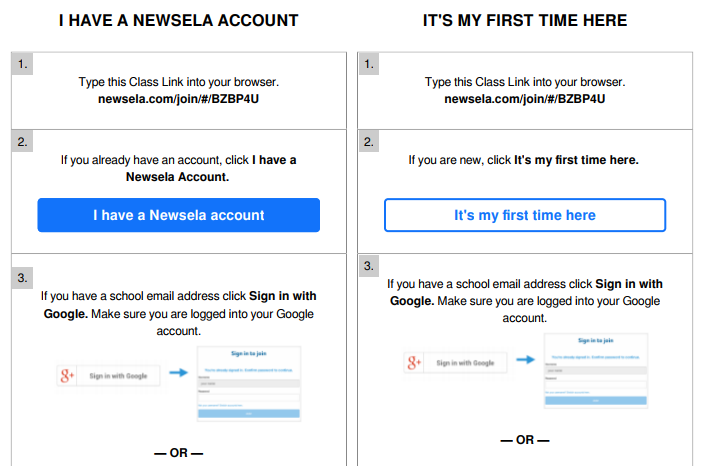 I HAVE A NEWSELA ACCOUNT
1.
Type this Class Link into your browser.
newsela.com/join/#/BZBP4U
2.
If you already have an account, click I have a
Newsela Account.
I have a Newsela account
3.
If you have a school email address click Sign in with
Google. Make sure you are logged into your Google
account.
g+ Sign in with Google
Sign in to join
— OR —
IT'S MY FIRST TIME HERE
1.
Type this Class Link into your browser.
newsela.com/join/#/BZBP4U
2.
If you are new, click It's my first time here.
It's my first time here
3.
If you have a school email address click Sign in with
Google. Make sure you are logged into your Google
account.
g+ Sign in with Google
Sign in to join
— OR —